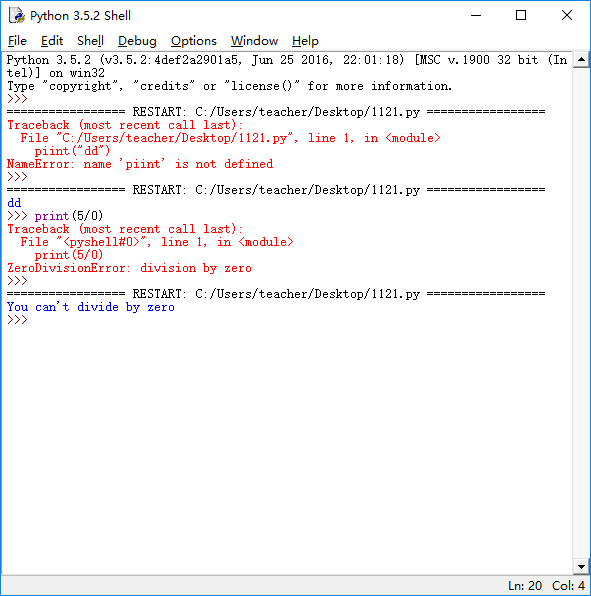 Python 3.5.2 Shell
File Edit Shell Debug Options Window Help
Python 3.5.2 (v3.5.2:4def2a2901a5, Jun 25 2016, 22:01:18) [MSC v.1900 32 bit (In
tel)] on win32
Type "copyright", "credits" or "license()" for more information.
>>>
================= RESTART: C:/Users/teacher/Desktop/1121.py =================
Traceback (most recent call last):
  File "C:/Users/teacher/Desktop/1121.py", line 1, in <module>
    piint("dd")
NameError: name 'piint' is not defined
>>>
================= RESTART: C:/Users/teacher/Desktop/1121.py =================
dd
>>> print(5/0)
Traceback (most recent call last):
  File "<pyshell#0>", line 1, in <module>
    print(5/0)
ZeroDivisionError: division by zero
>>>
================= RESTART: C:/Users/teacher/Desktop/1121.py =================
You can't divide by zero
>>>
Ln: 20 Col: 4